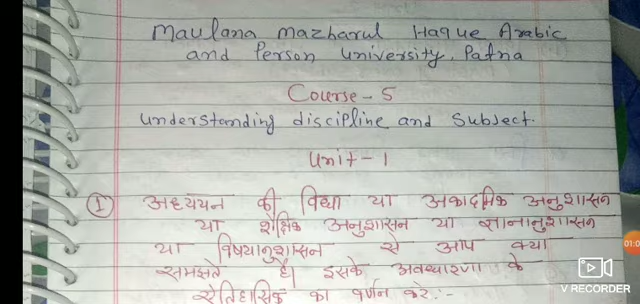 Maulana Mazharul Haque Arabic
and Person University, Patna
Course - 5
Understanding discipline and Subject.
Unit - 1
① अध्ययन की विधा या अकादमिक अनुशासन
या शैक्षिक अनुशासन या ज्ञानानुशासन
या विषयानुशासन से आप क्या
समझते हैं। इसके अवधारणा के
ऐतिहासिक का वर्णन करे :-
01:0
V RECORDER